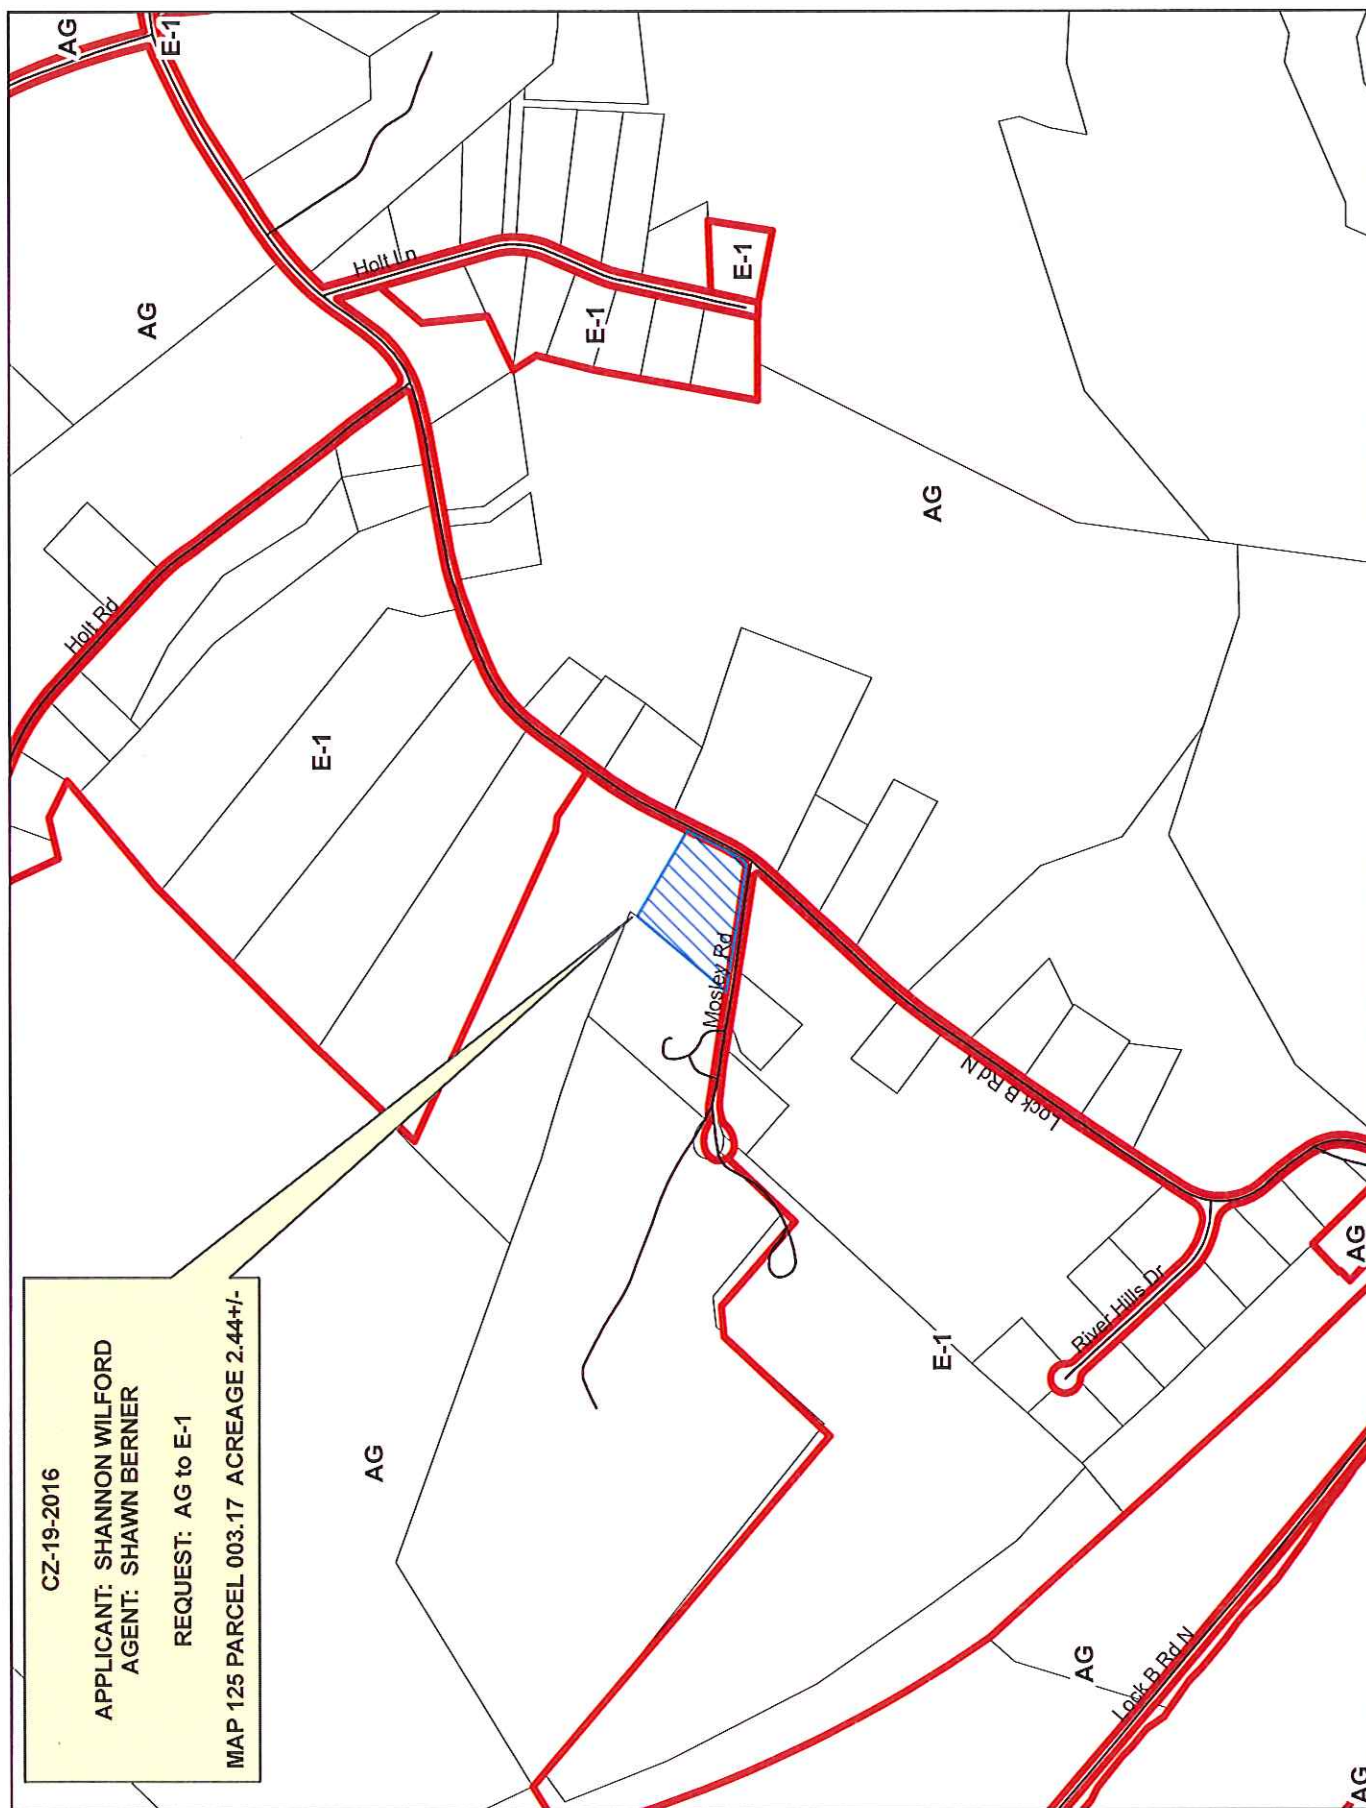 CZ-19-2016
APPLICANT: SHANNON WILFORD
AGENT: SHAWN BERNER
REQUEST: AG to E-1
MAP 125 PARCEL 003.17 ACREAGE 2.44+/-
AG
E-1
AG
Holt Rd
Holt Ln
E-1
E-1
E-1
AG
Mosley Rd
Lock B Rd N
AG
E-1
River Hills Dr
AG
AG
Lock B Rd N
AG